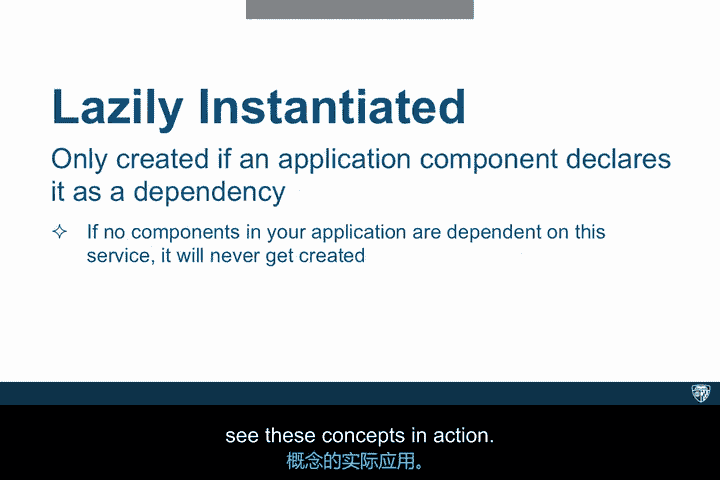 Lazily Instantiated
Only created if an application component declares
it as a dependency
✧ If no components in your application are dependent on this
service, it will never get created
see these concepts in action.
概念的实际应用。